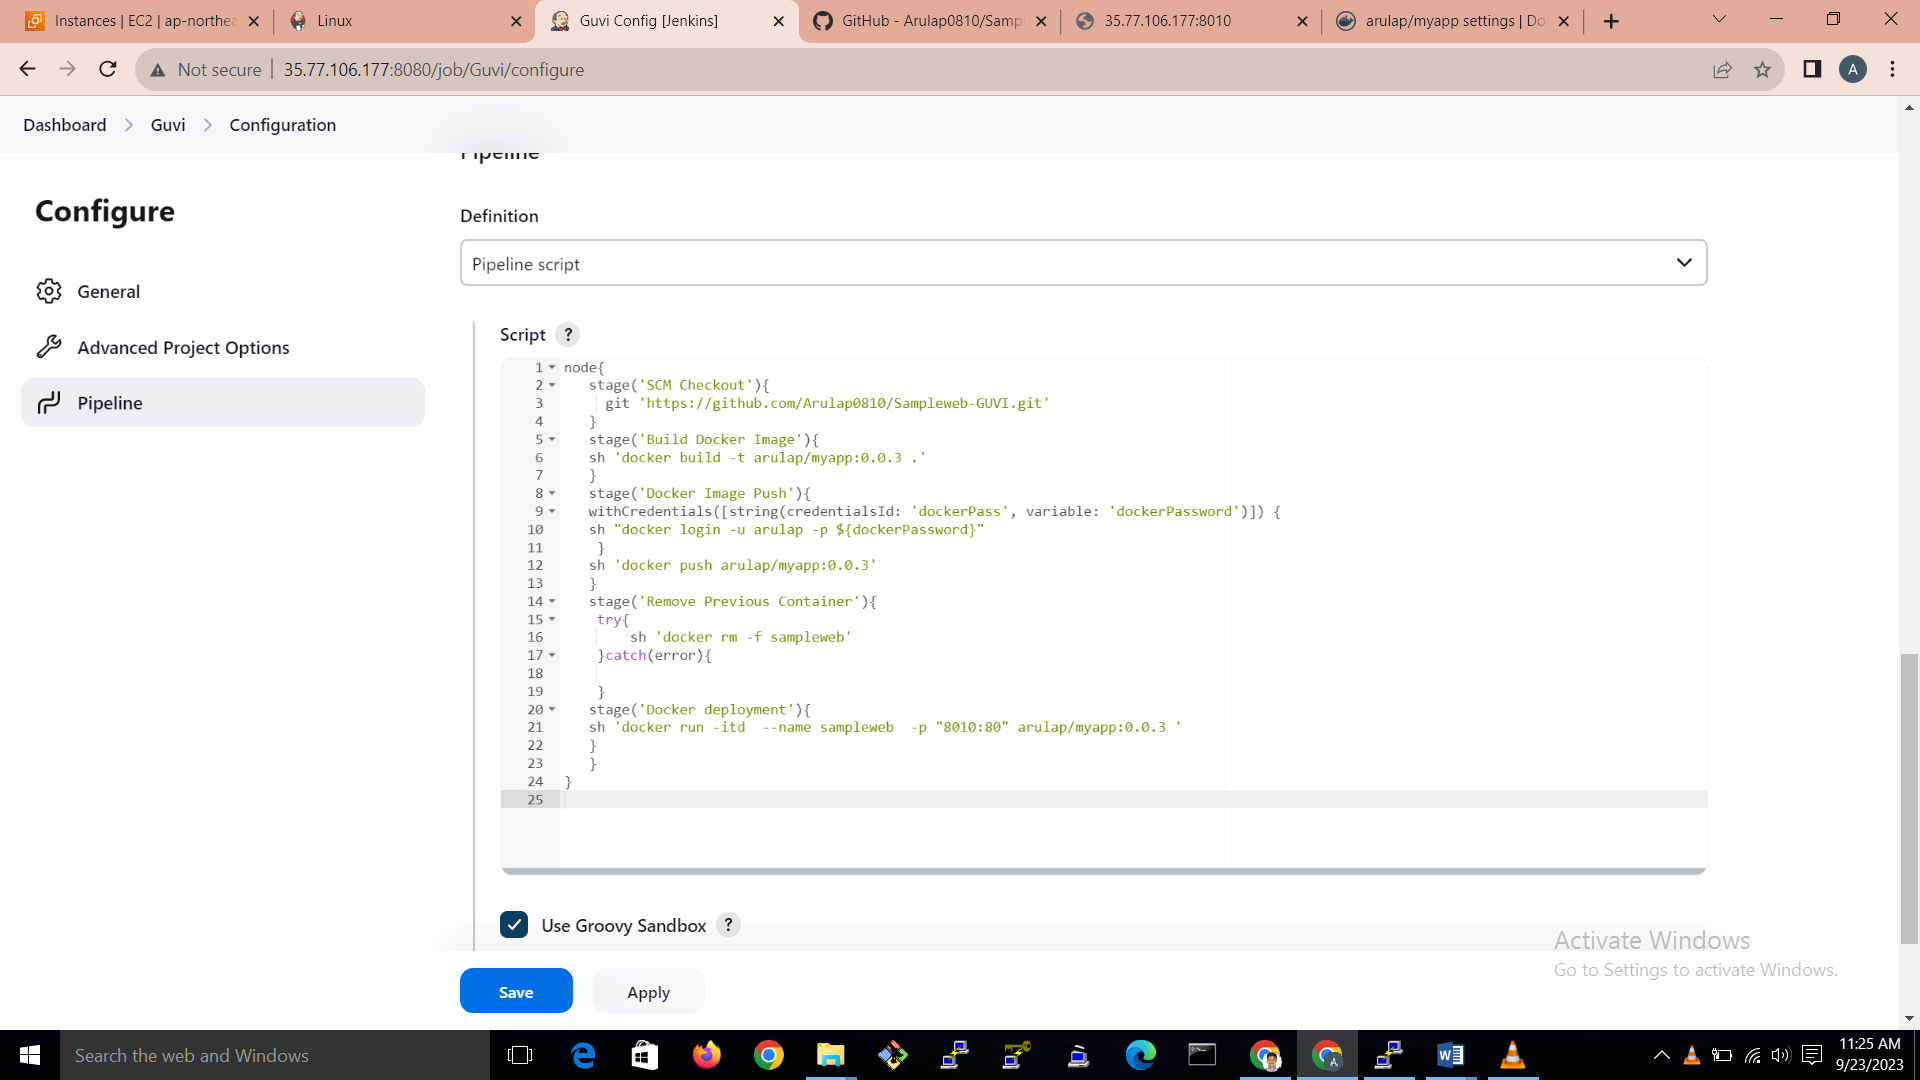 Instances | EC2 | ap-northea
Linux
Guvi Config [Jenkins]
GitHub - Arulap0810/Samp
35.77.106.177:8010
arulap/myapp settings | Do
Not secure
35.77.106.177:8080/job/Guvi/configure
A
Dashboard
Guvi
Configuration
Pipeline
Configure
General
Advanced Project Options
Pipeline
Definition
Pipeline script
Script ?
1 node{
2 stage('SCM Checkout'){
3 git 'https://github.com/Arulap0810/Sampleweb-GUVI.git'
4 }
5 stage('Build Docker Image'){
6 sh 'docker build -t arulap/myapp:0.0.3 .'
7 }
8 stage('Docker Image Push'){
9 withCredentials([string(credentialsId: 'dockerPass', variable: 'dockerPassword')]) {
10 sh "docker login -u arulap -p ${dockerPassword}"
11 }
12 sh 'docker push arulap/myapp:0.0.3'
13 }
14 stage('Remove Previous Container'){
15 try{
16 sh 'docker rm -f sampleweb'
17 }catch(error){
18
19 }
20 stage('Docker deployment'){
21 sh 'docker run -itd  --name sampleweb  -p "8010:80" arulap/myapp:0.0.3 '
22 }
23 }
24 }
25
Use Groovy Sandbox ?
Activate Windows
Go to Settings to activate Windows.
Save
Apply
Search the web and Windows
A
11:25 AM
9/23/2023